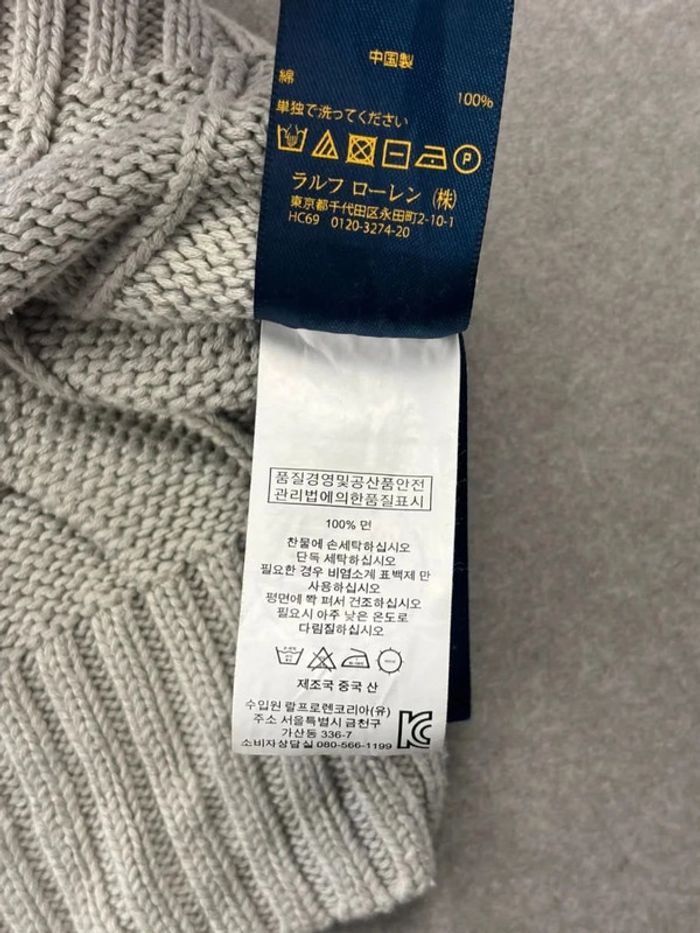 中国製
綿 100%
単独で洗ってください
P
ラルフ ローレン (株)
東京都千代田区永田町2-10-1
HC69 0120-3274-20
품질경영및공산품안전
관리법에의한품질표시
100% 면
찬물에 손세탁하십시오
단독 세탁하십시오
필요한 경우 비염소계 표백제 만
사용하십시오
평면에 쫙 펴서 건조하십시오
필요시 아주 낮은 온도로
다림질하십시오
제조국 중국 산
수입원 랄프로렌코리아(유)
주소 서울특별시 금천구
가산동 336-7
소비자상담실 080-566-1199
KC